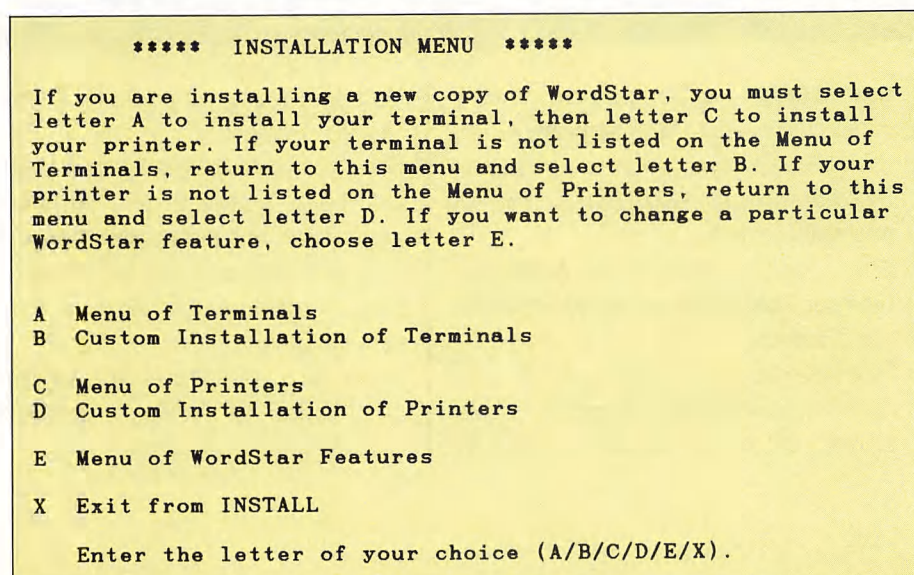 ***** INSTALLATION MENU *****
If you are installing a new copy of WordStar, you must select
letter A to install your terminal, then letter C to install
your printer. If your terminal is not listed on the Menu of
Terminals, return to this menu and select letter B. If your
printer is not listed on the Menu of Printers, return to this
menu and select letter D. If you want to change a particular
WordStar feature, choose letter E.
A Menu of Terminals
B Custom Installation of Terminals
C Menu of Printers
D Custom Installation of Printers
E Menu of WordStar Features
X Exit from INSTALL
Enter the letter of your choice (A/B/C/D/E/X).